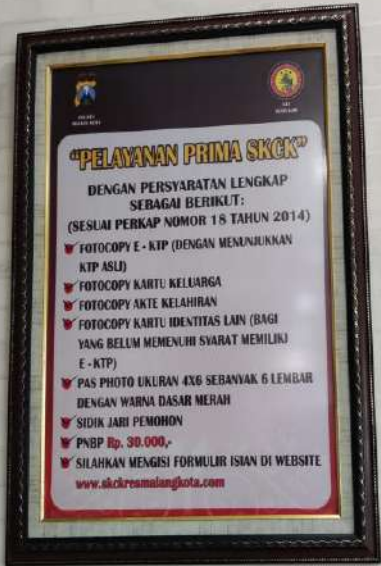 "PELAYANAN PRIMA SKCK"
DENGAN PERSYARATAN LENGKAP
SEBAGAI BERIKUT:
(SESUAI PERKAP NOMOR 18 TAHUN 2014)
FOTOCOPY E - KTP (DENGAN MENUNJUKKAN
KTP ASLI)
FOTOCOPY KARTU KELUARGA
FOTOCOPY AKTE KELAHIRAN
FOTOCOPY KARTU IDENTITAS LAIN (BAGI
YANG BELUM MEMENUHI SYARAT MEMILIKI
E - KTP)
PAS PHOTO UKURAN 4X6 SEBANYAK 6 LEMBAR
DENGAN WARNA DASAR MERAH
SIDIK JARI PEMOHON
PNBP Rp. 30.000,-
SILAHKAN MENGISI FORMULIR ISIAN DI WEBSITE
www.skckresmalangkota.com